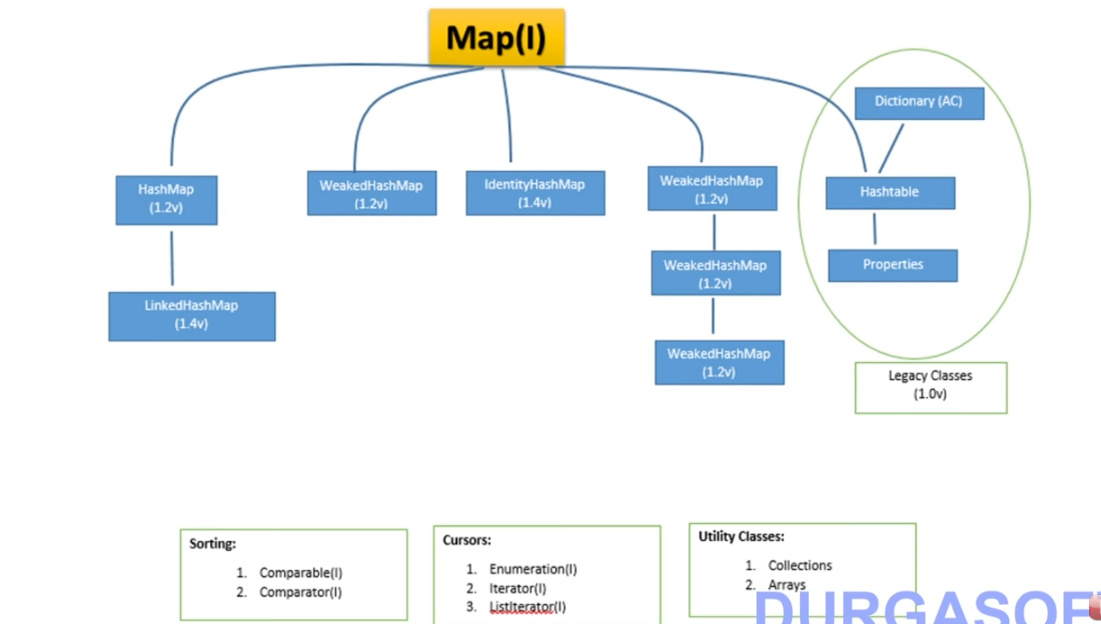 Map(I)
Dictionary (AC)
HashMap
(1.2v)
WeakedHashMap
(1.2v)
IdentityHashMap
(1.4v)
WeakedHashMap
(1.2v)
Hashtable
WeakedHashMap
(1.2v)
Properties
LinkedHashMap
(1.4v)
WeakedHashMap
(1.2v)
Legacy Classes
(1.0v)
Sorting:
1. Comparable(I)
2. Comparator(I)
Cursors:
1. Enumeration(I)
2. Iterator(I)
3. ListIterator(I)
Utility Classes:
1. Collections
2. Arrays
DURGASOF